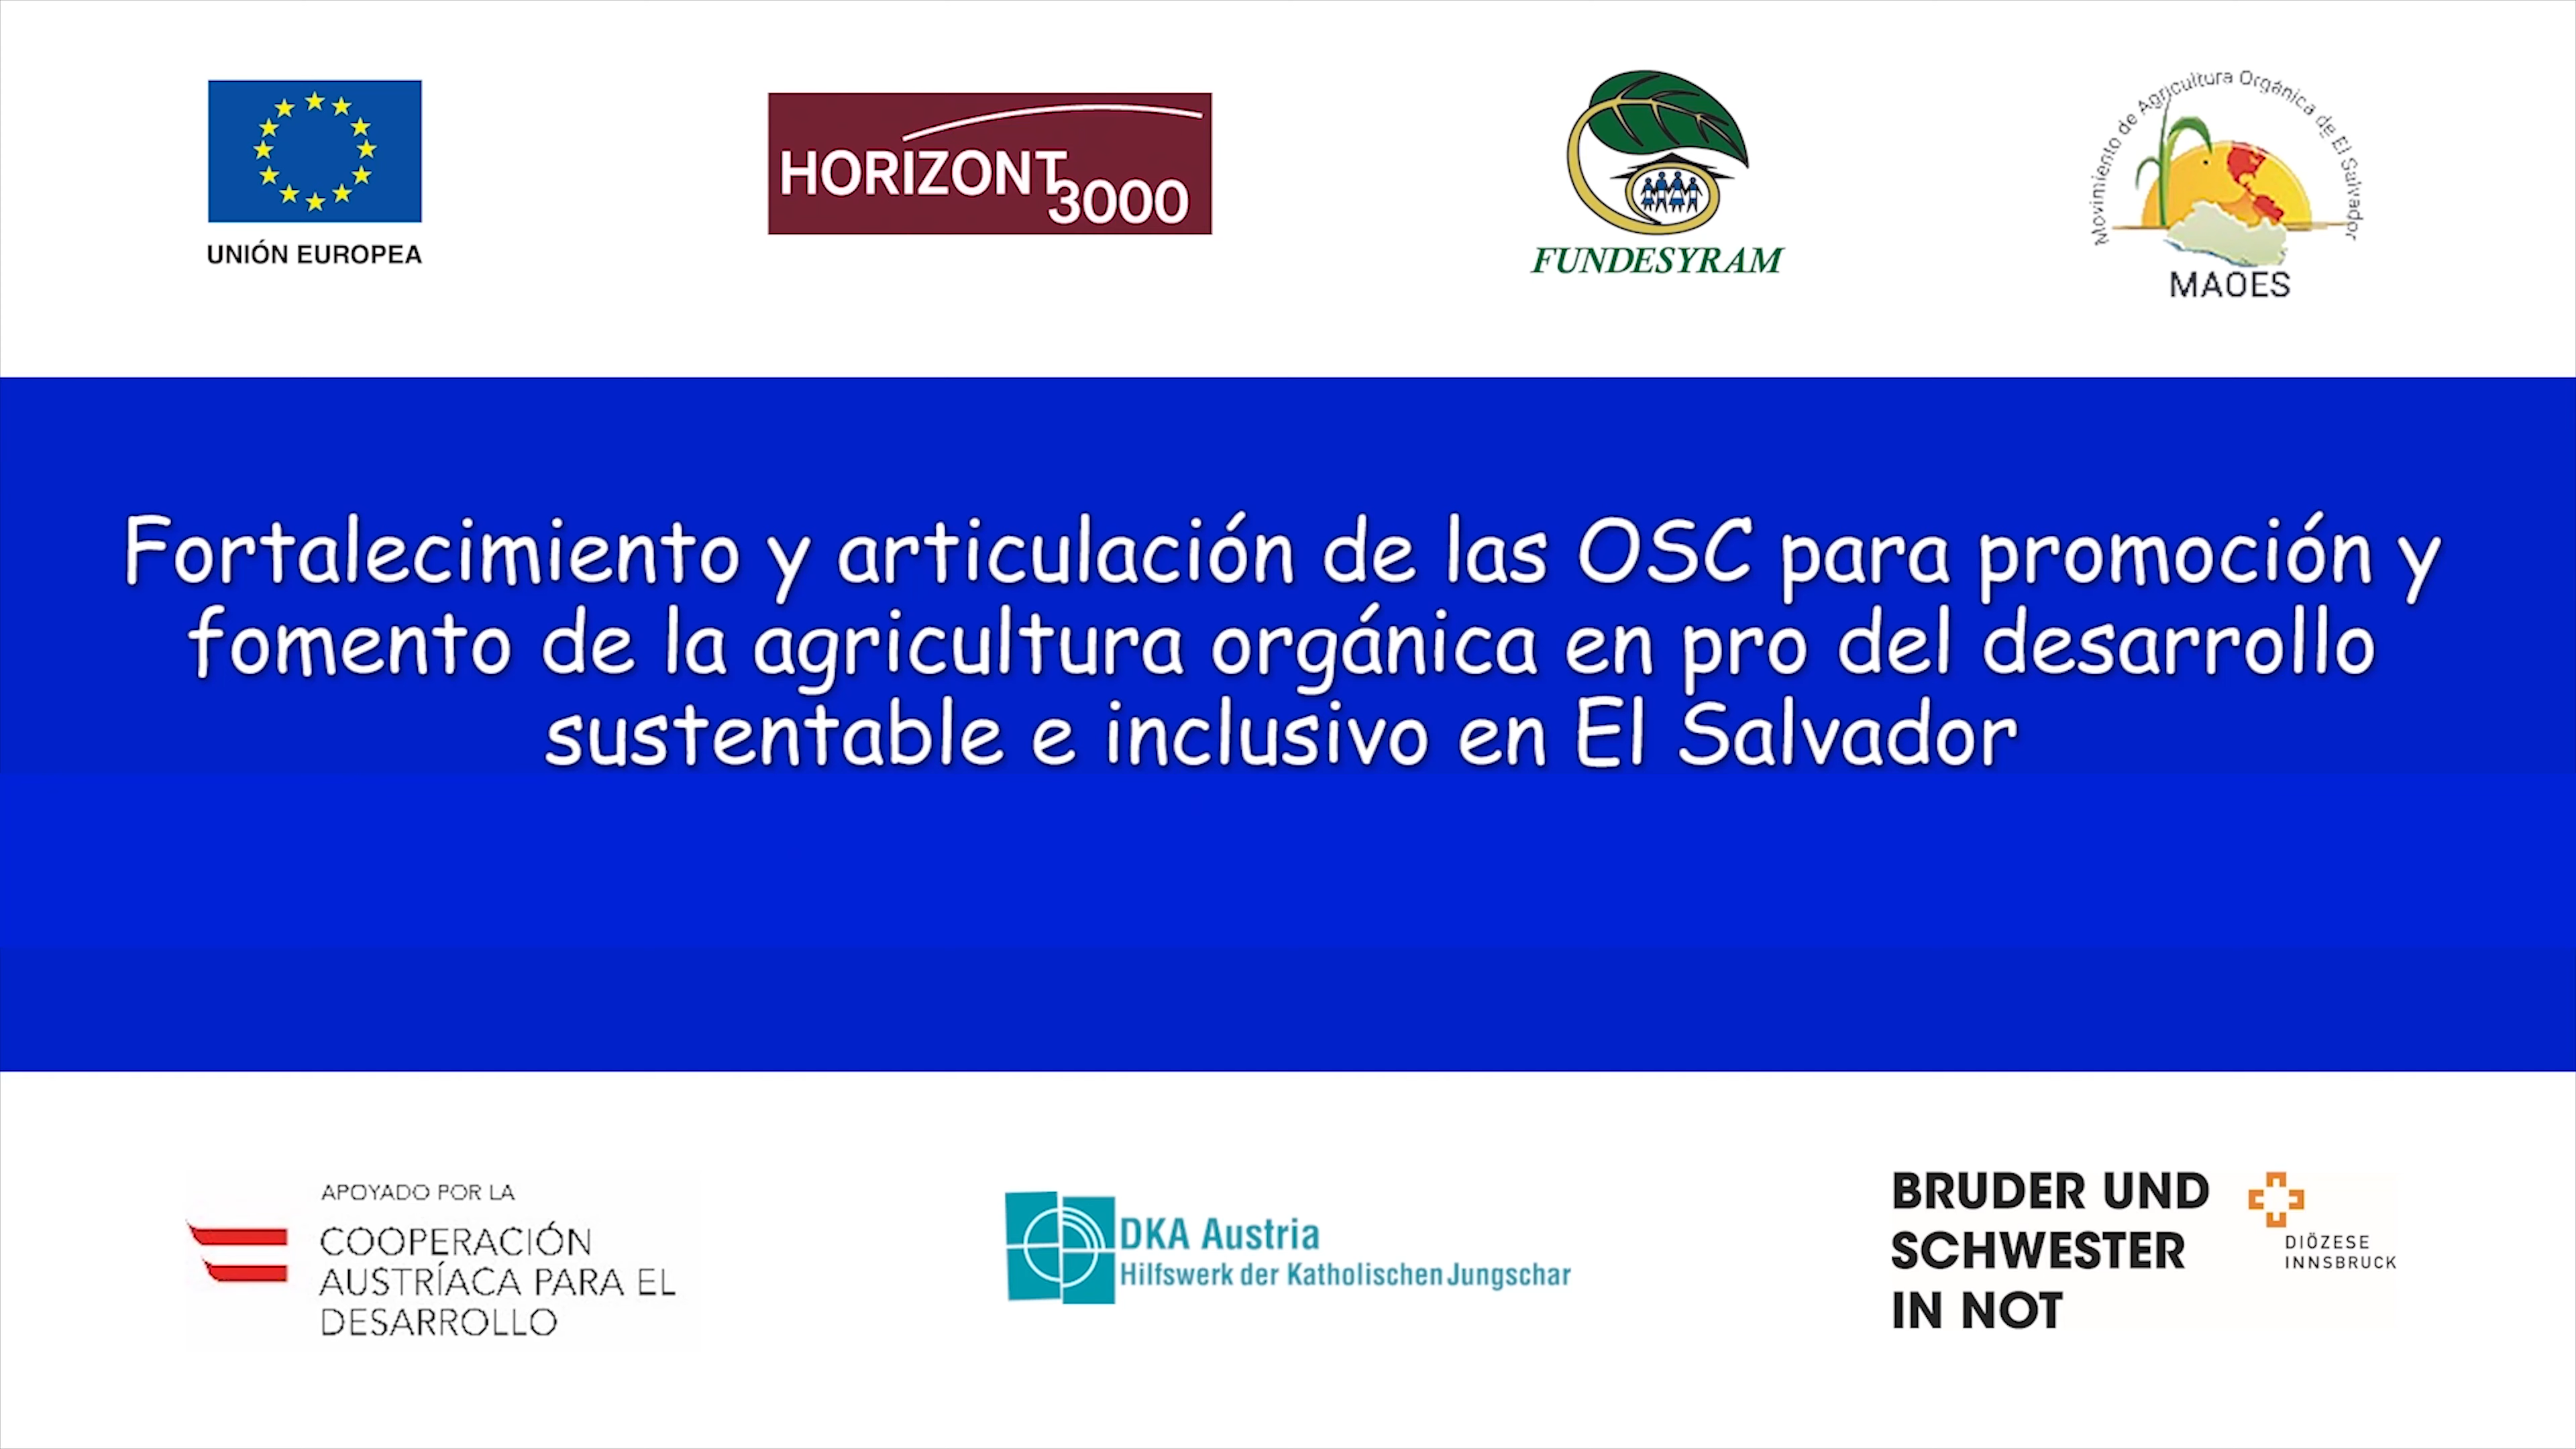 UNIÓN EUROPEA
HORIZONT
3000
FUNDESYRAM
Movimiento de Agricultura Orgánica de El Salvador
MAOES
Fortalecimiento y articulación de las OSC para promoción y
fomento de la agricultura orgánica en pro del desarrollo
sustentable e inclusivo en El Salvador
APOYADO POR LA
COOPERACIÓN
AUSTRÍACA PARA EL
DESARROLLO
DKA Austria
Hilfswerk der Katholischen Jungschar
BRUDER UND
SCHWESTER
IN NOT
DIÖZESE
INNSBRUCK